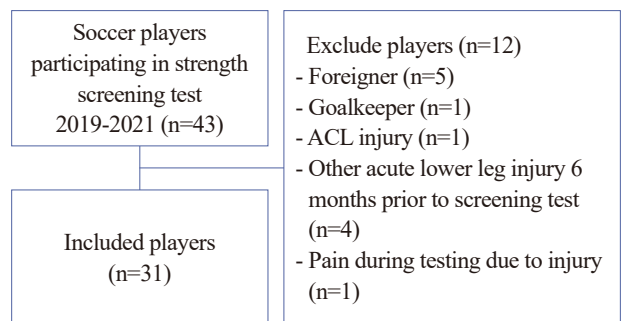 Soccer players
participating in strength
screening test
2019-2021 (n=43)
Exclude players (n=12)
- Foreigner (n=5)
- Goalkeeper (n=1)
- ACL injury (n=1)
- Other acute lower leg injury 6
months prior to screening test
(n=4)
- Pain during testing due to injury
(n=1)
Included players
(n=31)